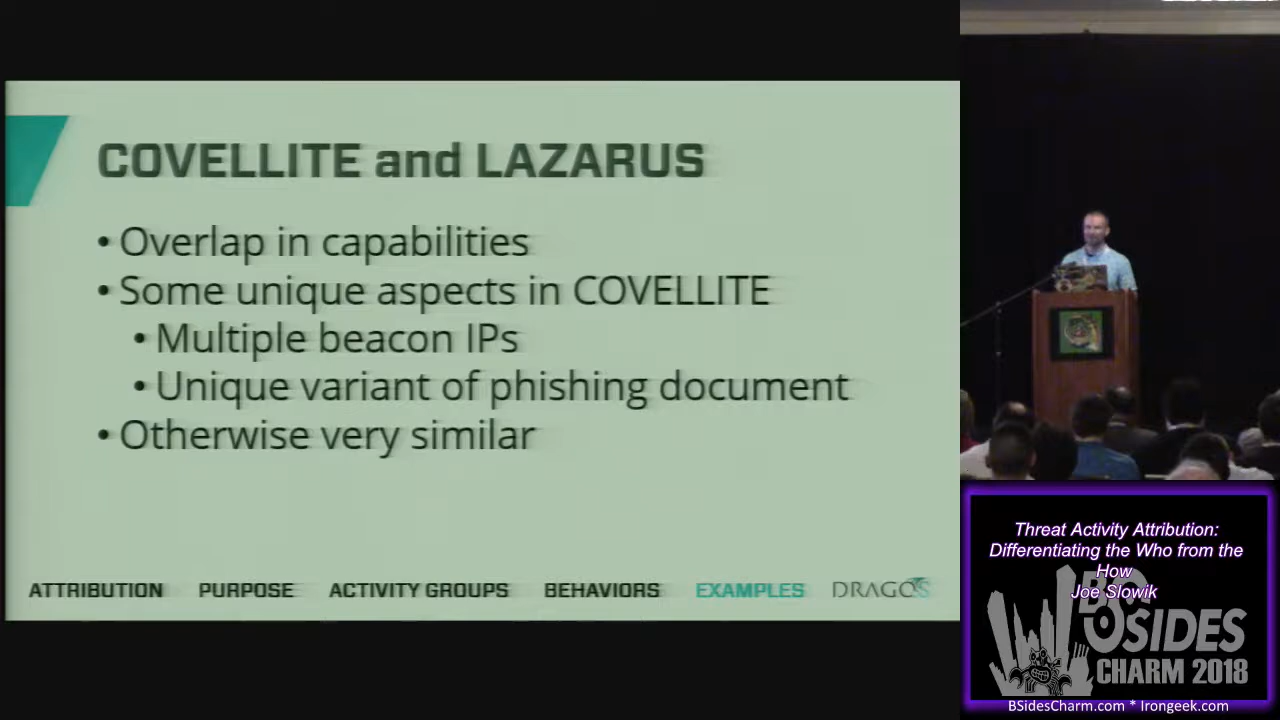 COVELLITE and LAZARUS
• Overlap in capabilities
• Some unique aspects in COVELLITE
• Multiple beacon IPs
• Unique variant of phishing document
• Otherwise very similar
ATTRIBUTION PURPOSE ACTIVITY GROUPS BEHAVIORS EXAMPLES DRAGOS
Threat Activity Attribution:
Differentiating the Who from the
How
Joe Slowik
BSIDES
CHARM 2018
BSidesCharm.com * Irongeek.com